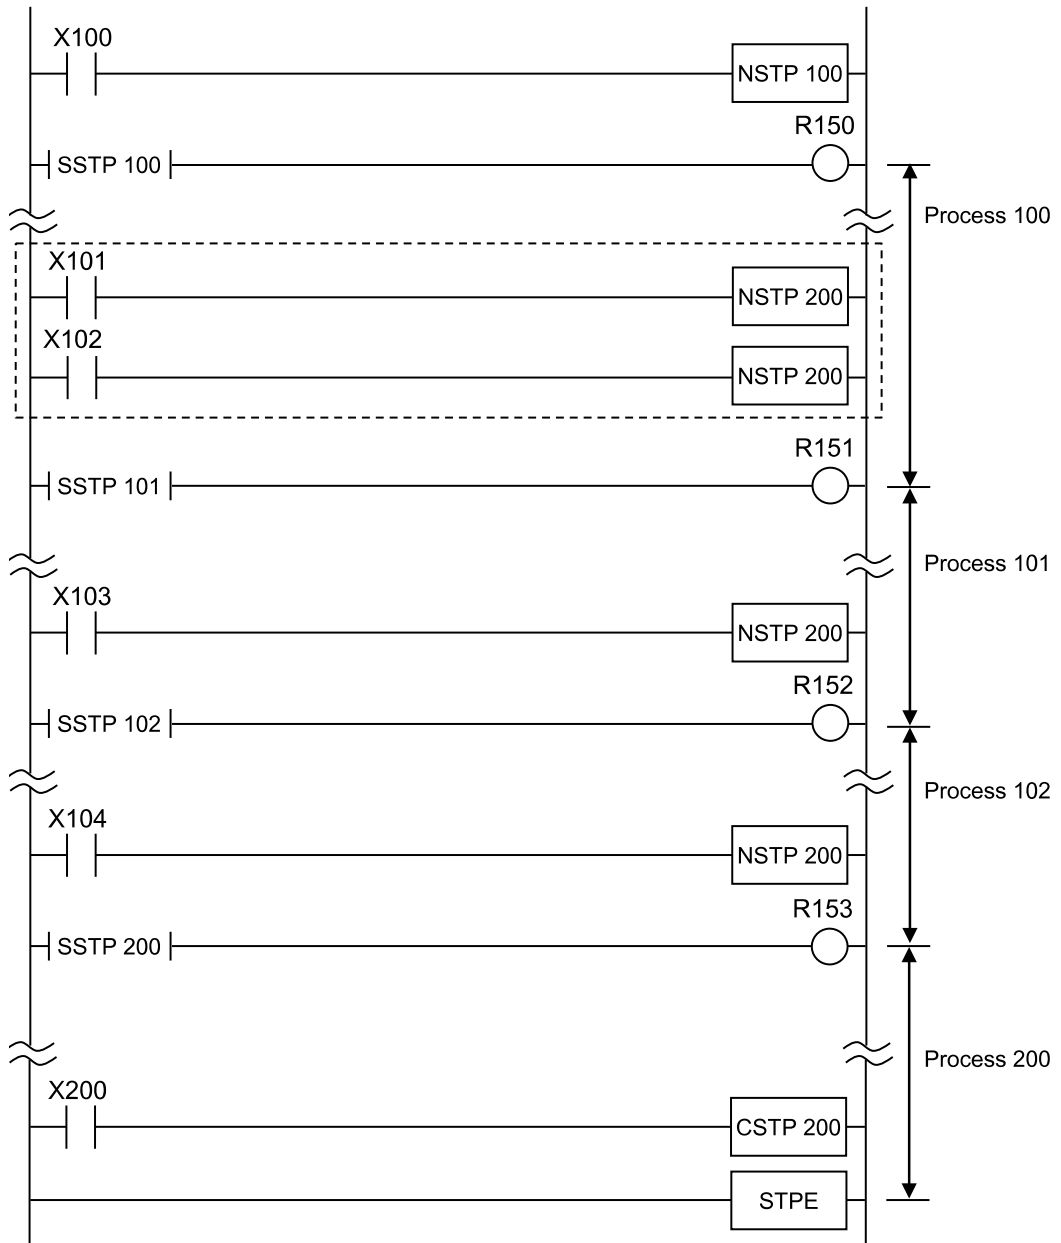 X100
NSTP 100
R150
SSTP 100
Process 100
X101
NSTP 200
X102
NSTP 200
R151
SSTP 101
Process 101
X103
NSTP 200
R152
SSTP 102
Process 102
X104
NSTP 200
R153
SSTP 200
Process 200
X200
CSTP 200
STPE